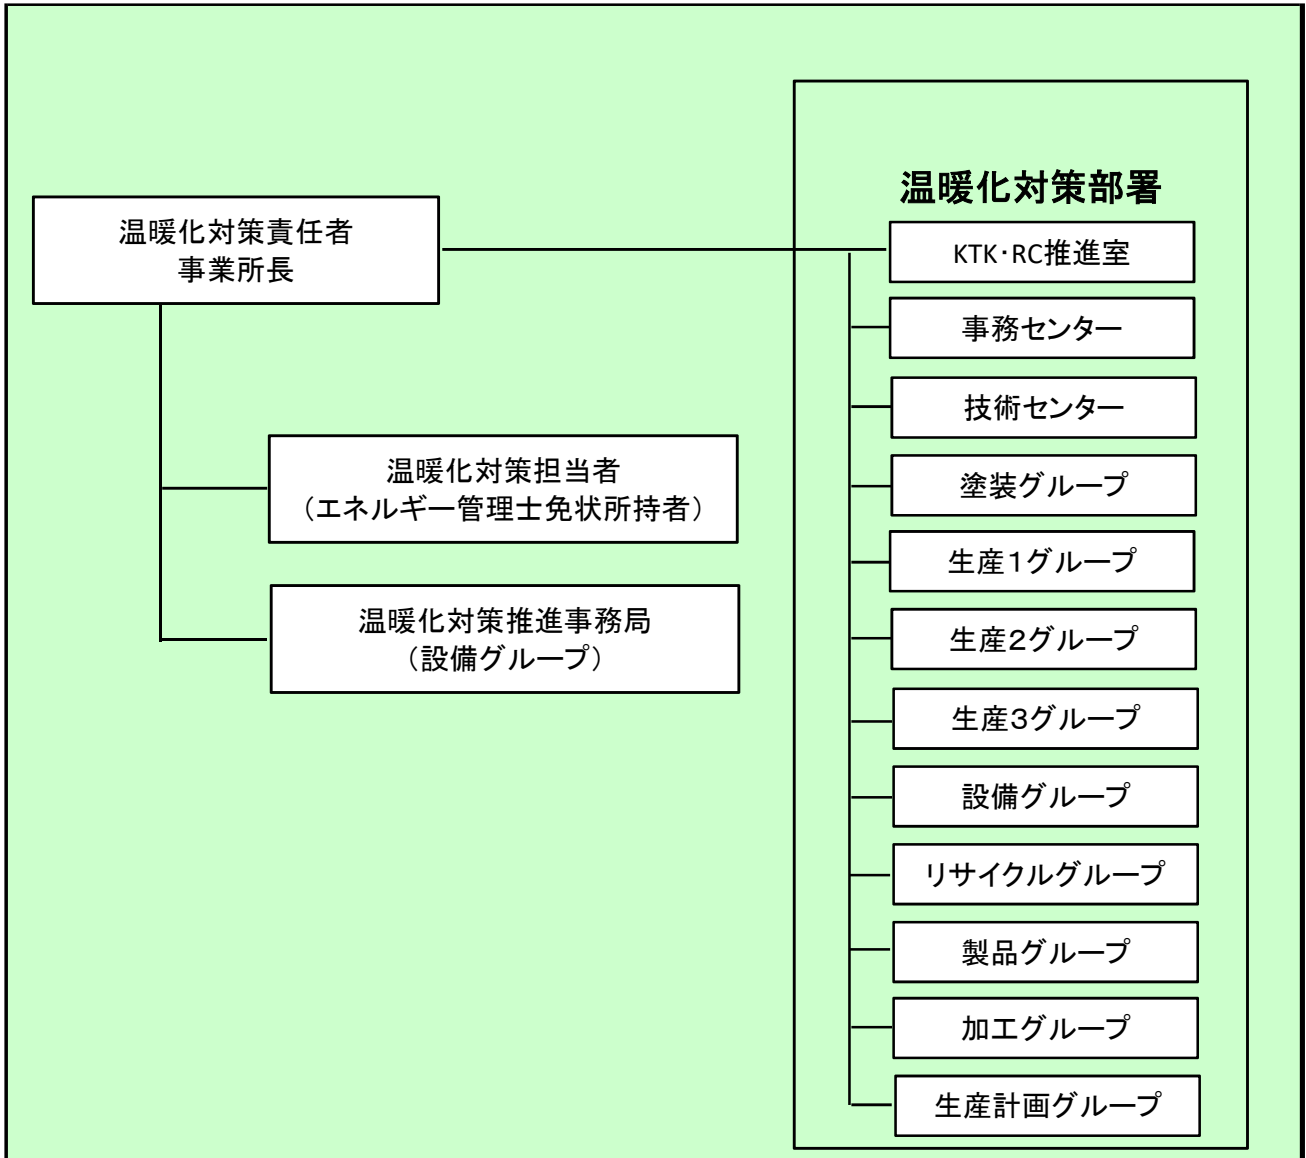 温暖化対策責任者
事業所長
温暖化対策担当者
（エネルギー管理士免状所持者）
温暖化対策推進事務局
（設備グループ）
温暖化対策部署
KTK･RC推進室
事務センター
技術センター
塗装グループ
生産１グループ
生産２グループ
生産３グループ
設備グループ
リサイクルグループ
製品グループ
加工グループ
生産計画グループ